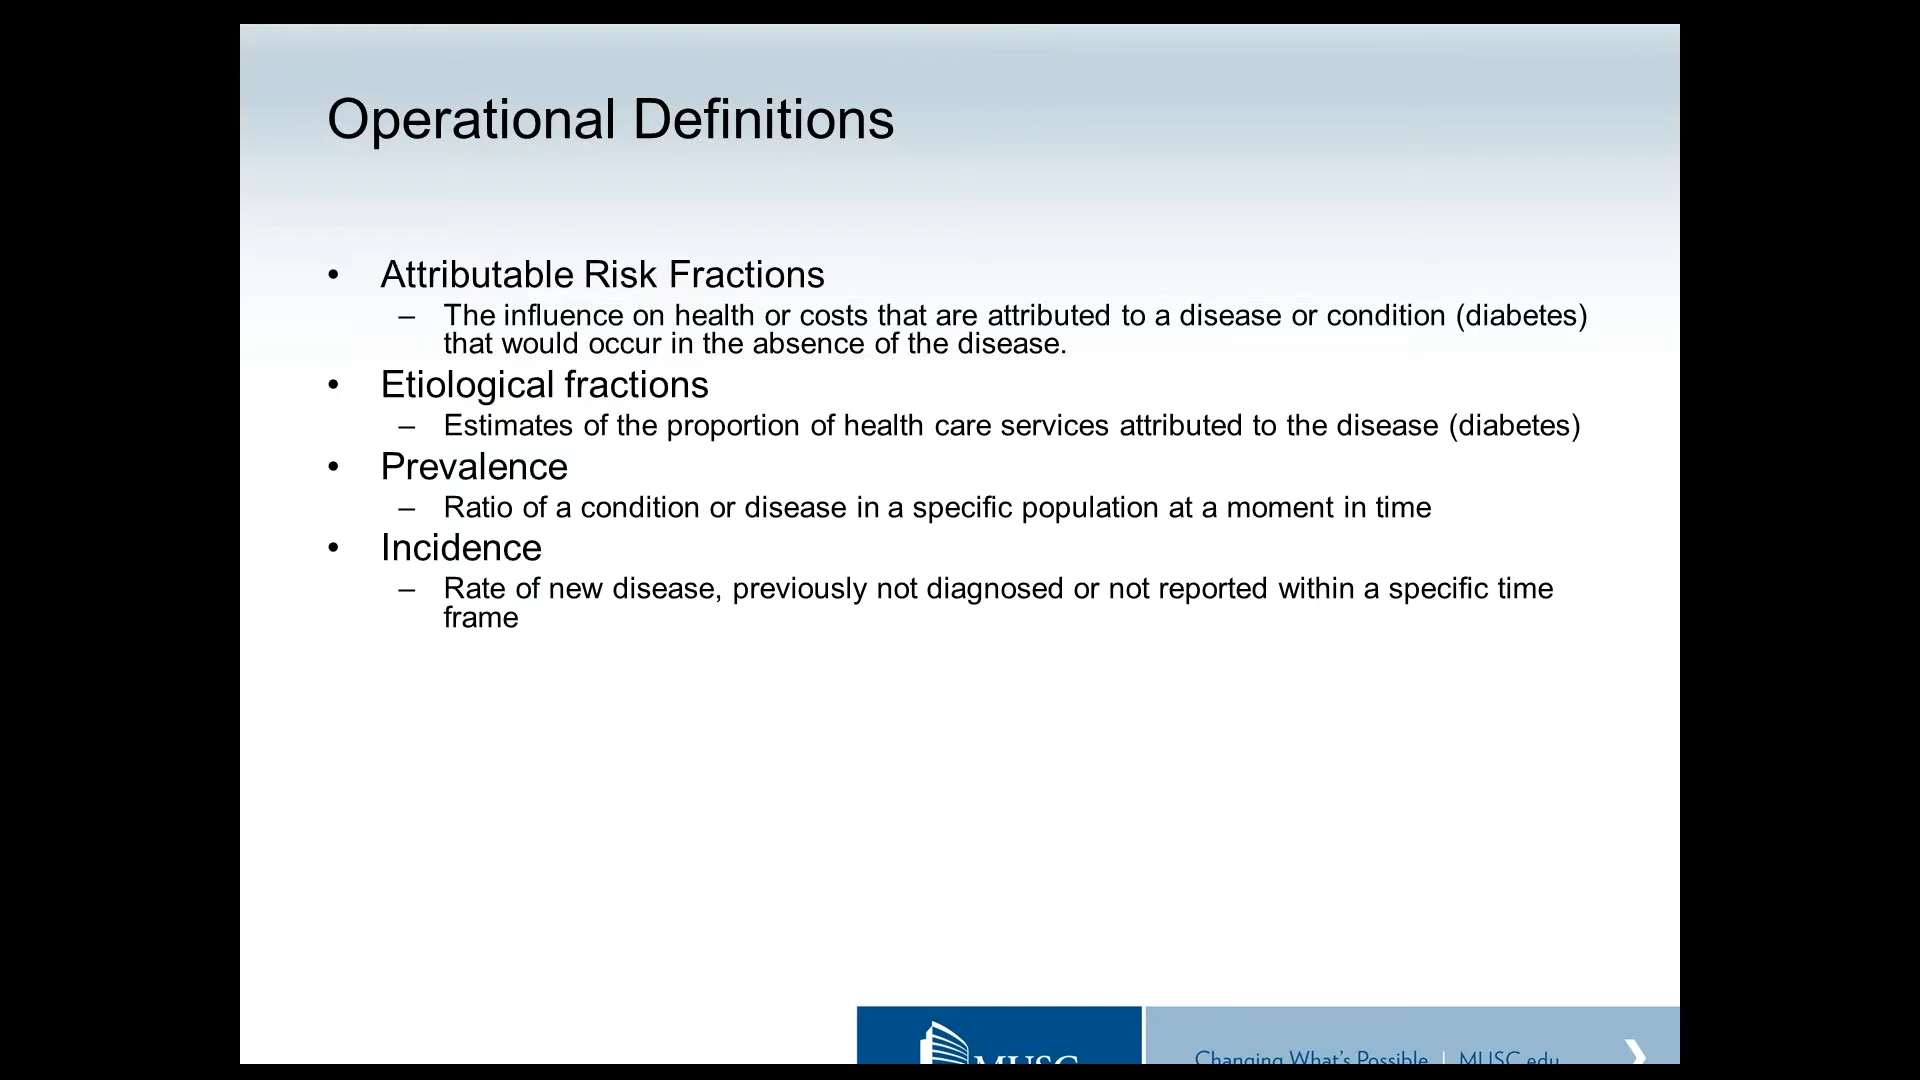 Operational Definitions
• Attributable Risk Fractions
– The influence on health or costs that are attributed to a disease or condition (diabetes)
that would occur in the absence of the disease.
• Etiological fractions
– Estimates of the proportion of health care services attributed to the disease (diabetes)
• Prevalence
– Ratio of a condition or disease in a specific population at a moment in time
• Incidence
– Rate of new disease, previously not diagnosed or not reported within a specific time
frame
MUSC
Changing What's Possible | MUSC.edu